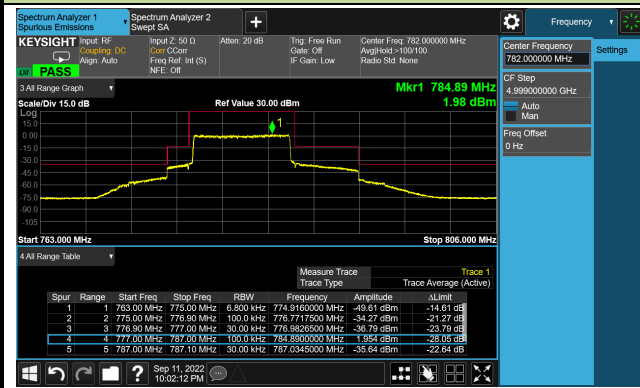 Spectrum Analyzer 1
Spurious Emissions
Spectrum Analyzer 2
Swept SA
Frequency
KEYSIGHT
Input: RF
Coupling: DC
Align: Auto
Input Z: 50 Ω
Corr CCorr
Freq Ref: Int (S)
NFE: Off
Atten: 20 dB
Trig: Free Run
Gate: Off
IF Gain: Low
Center Freq: 782.000000 MHz
Avg|Hold:>100/100
Radio Std: None
LXI
PASS
Center Frequency
782.000000 MHz
Settings
CF Step
4.999000000 GHz
Auto
Man
Freq Offset
0 Hz
3 All Range Graph
Mkr1 784.89 MHz
1.98 dBm
Scale/Div 15.0 dB
Ref Value 30.00 dBm
Log
15.0
0.00
-15.0
-30.0
-45.0
-60.0
-75.0
-90.0
-105
1
Start 763.000 MHz
Stop 806.000 MHz
4 All Range Table
Measure Trace Trace 1
Trace Type Trace Average (Active)
Spur Range Start Freq Stop Freq RBW Frequency Amplitude ΔLimit
1 1 763.00 MHz 775.00 MHz 6.800 kHz 774.9160000 MHz -49.61 dBm -14.61 dB
2 2 775.00 MHz 776.90 MHz 100.0 kHz 776.7717500 MHz -34.27 dBm -21.27 dB
3 3 776.90 MHz 777.00 MHz 30.00 kHz 776.9826500 MHz -36.79 dBm -23.79 dB
4 4 777.00 MHz 787.00 MHz 100.0 kHz 784.8900000 MHz 1.954 dBm -28.05 dB
5 5 787.00 MHz 787.10 MHz 30.00 kHz 787.0345000 MHz -35.64 dBm -22.64 dB
Sep 11, 2022
10:02:12 PM